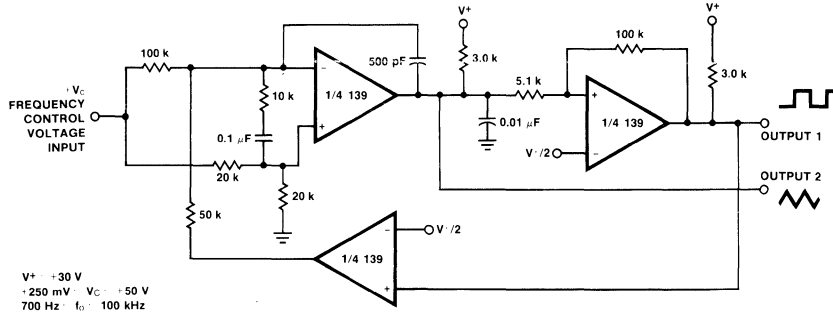 +VC
FREQUENCY
CONTROL
VOLTAGE
INPUT
100 k
20 k
50 k
10 k
0.1 µF
20 k
−
+
1/4 139
500 pF
V+
3.0 k
0.01 µF
5.1 k
100 k
+
−
1/4 139
V+/2
V+
3.0 k
OUTPUT 1
OUTPUT 2
−
+
1/4 139
V+/2
V+ +30 V
+250 mV VC +50 V
700 Hz fo 100 kHz